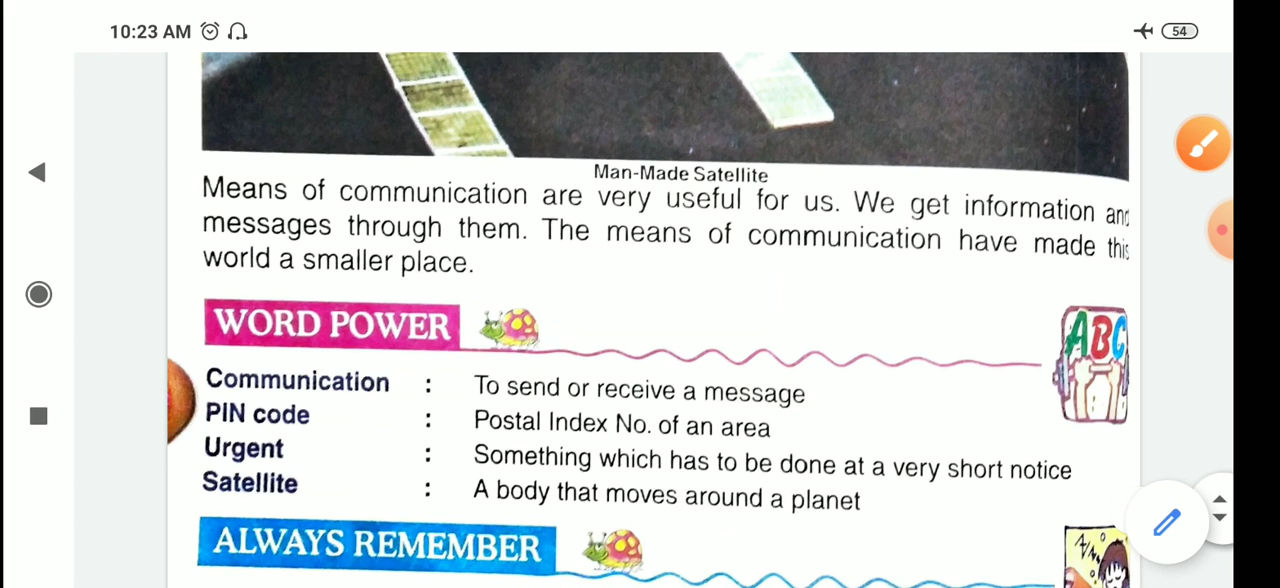 10:23 AM
54
Man-Made Satellite
Means of communication are very useful for us. We get information and
messages through them. The means of communication have made this
world a smaller place.
WORD POWER
ABC
Communication : To send or receive a message
PIN code : Postal Index No. of an area
Urgent : Something which has to be done at a very short notice
Satellite : A body that moves around a planet
ALWAYS REMEMBER